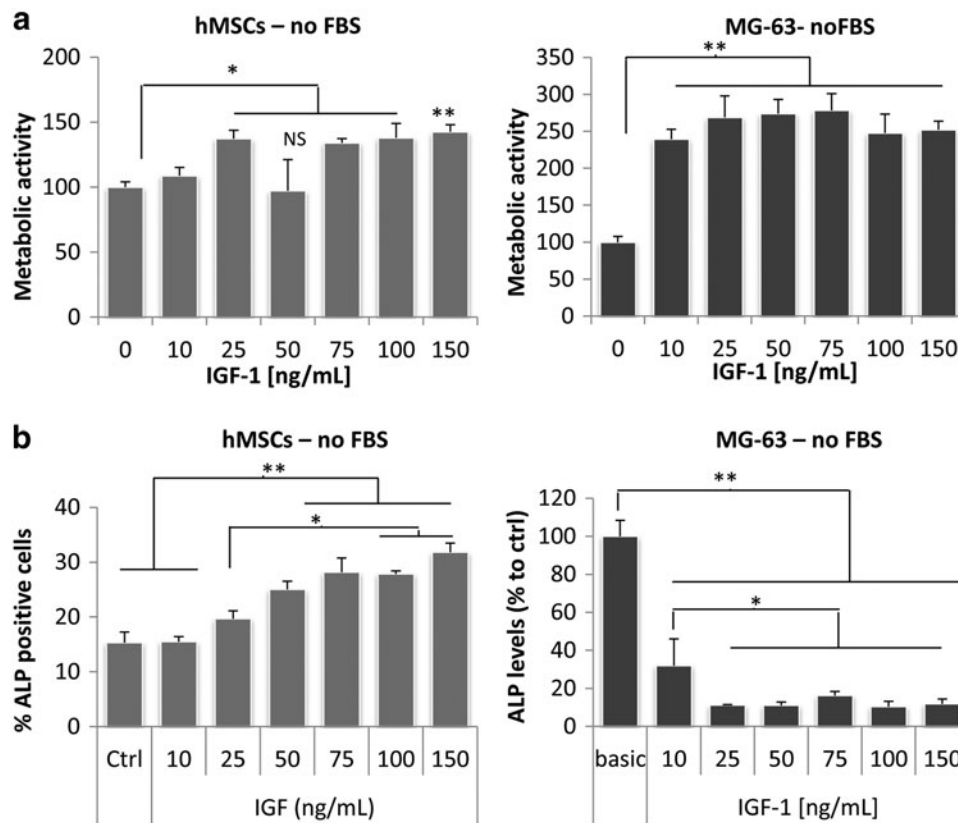 a
hMSCs – no FBS
Metabolic activity
200
150
100
50
0
*
NS
**
0 10 25 50 75 100 150
IGF-1 [ng/mL]
MG-63- noFBS
Metabolic activity
350
300
250
200
150
100
50
0
**
0 10 25 50 75 100 150
IGF-1 [ng/mL]
b
hMSCs – no FBS
% ALP positive cells
40
30
20
10
0
**
*
Ctrl 10 25 50 75 100 150
IGF (ng/mL)
MG-63 – no FBS
ALP levels (% to ctrl)
120
100
80
60
40
20
0
**
*
basic 10 25 50 75 100 150
IGF-1 [ng/mL]